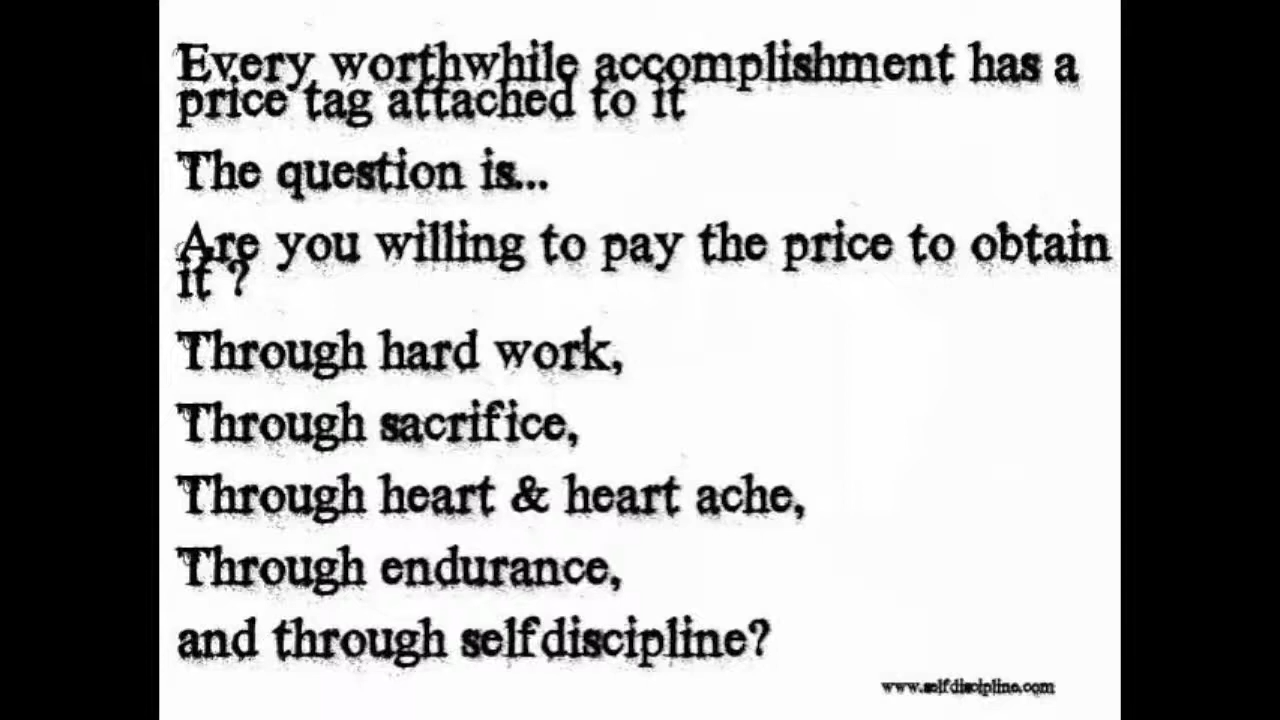 Every worthwhile accomplishment has a
price tag attached to it
The question is...
Are you willing to pay the price to obtain
it ?
Through hard work,
Through sacrifice,
Through heart & heart ache,
Through endurance,
and through selfdiscipline?
www.selfdiscipline.com